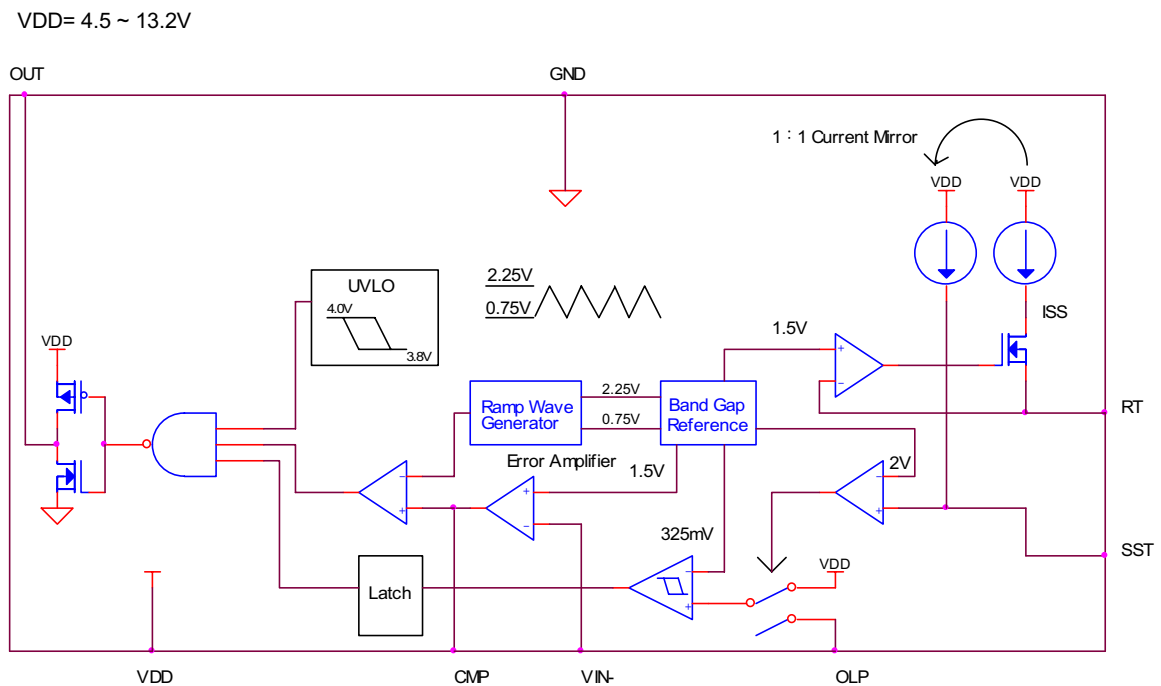 VDD= 4.5 ~ 13.2V
OUT
GND
1 : 1 Current Mirror
VDD
VDD
UVLO
4.0V
3.8V
2.25V
0.75V
ISS
1.5V
VDD
+
−
RT
Ramp Wave
Generator
2.25V
0.75V
Band Gap
Reference
Error Amplifier
1.5V
2V
−
+
+
−
−
+
325mV
SST
Latch
−
+
VDD
VDD
CMP
VIN-
OLP